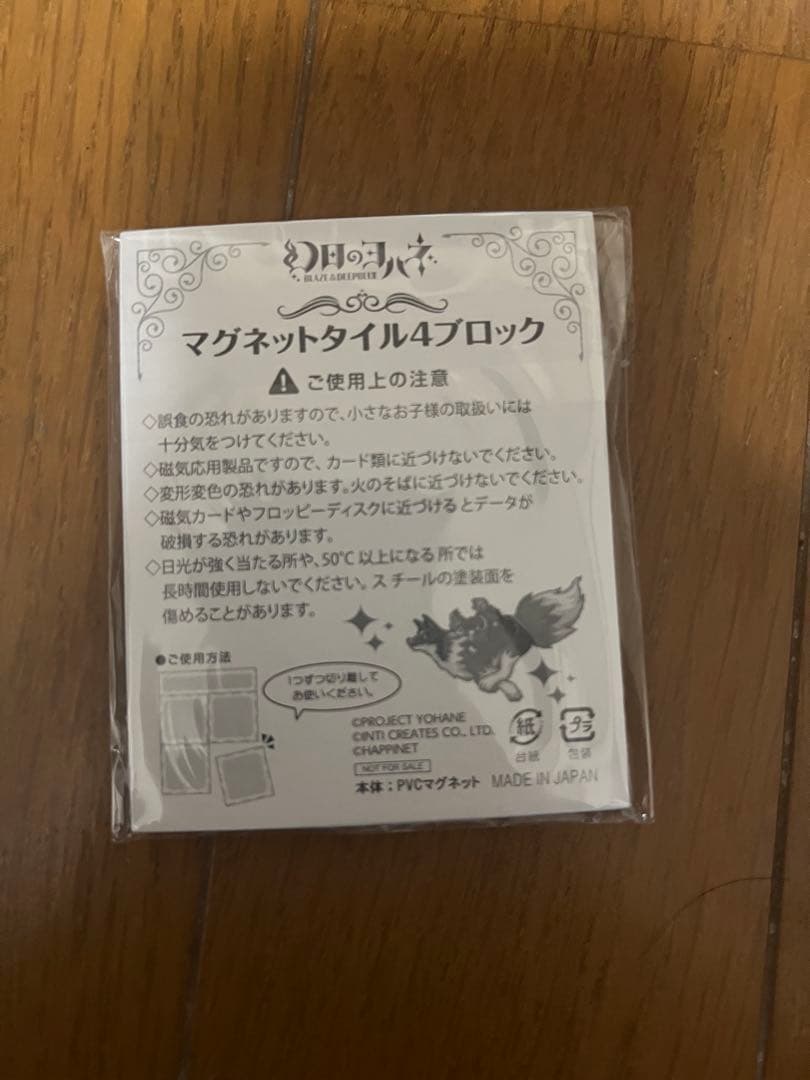 幻日のヨハネ
BLAZE & DEEPBLUE
マグネットタイル4ブロック
ご使用上の注意
◇誤食の恐れがありますので、小さなお子様の取扱いには
十分気をつけてください。
◇磁気応用製品ですので、カード類に近づけないでください。
◇変形変色の恐れがあります。火のそばに近づけないでください。
◇磁気カードやフロッピーディスクに近づけるとデータが
破損する恐れがあります。
◇日光が強く当たる所や、50℃以上になる所では
長時間使用しないでください。スチールの塗装面を
傷めることがあります。
●ご使用方法
1つずつ切り離して
お使いください。
©PROJECT YOHANE
©INTI CREATES CO., LTD.
©HAPPINET
NOT FOR SALE
本体：PVCマグネット MADE IN JAPAN
紙
台紙
プラ
包装